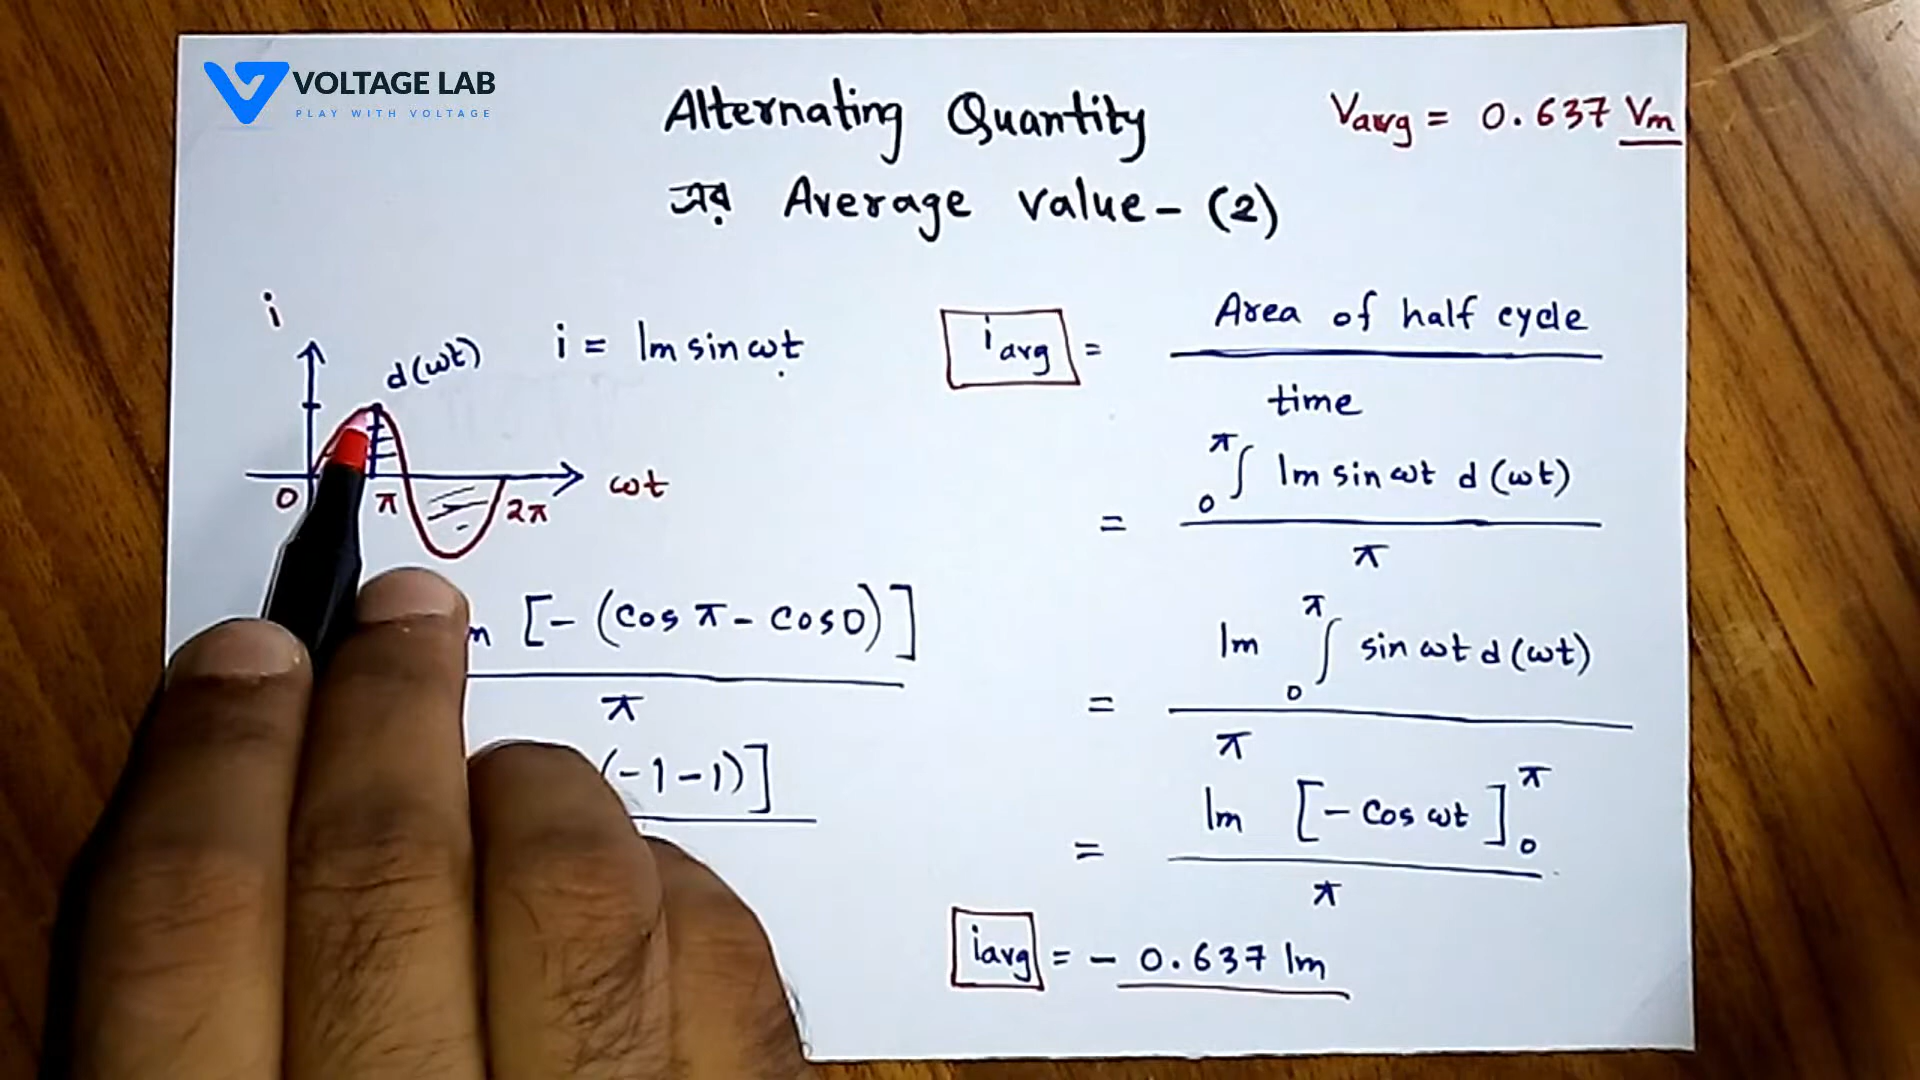 VOLTAGE LAB
PLAY WITH VOLTAGE
Alternating Quantity
এর Average value - (2)
Vavg = 0.637 Vm
i
d(ωt)
i = Im sin ωt
0 π 2π ωt
[- (cos π - cos 0)]
π
(-1-1)]
i avg = Area of half cycle
time
= 0∫π Im sin ωt d(ωt)
π
= Im 0∫π sin ωt d(ωt)
π
= Im [- cos ωt]π0
π
iavg = - 0.637 Im